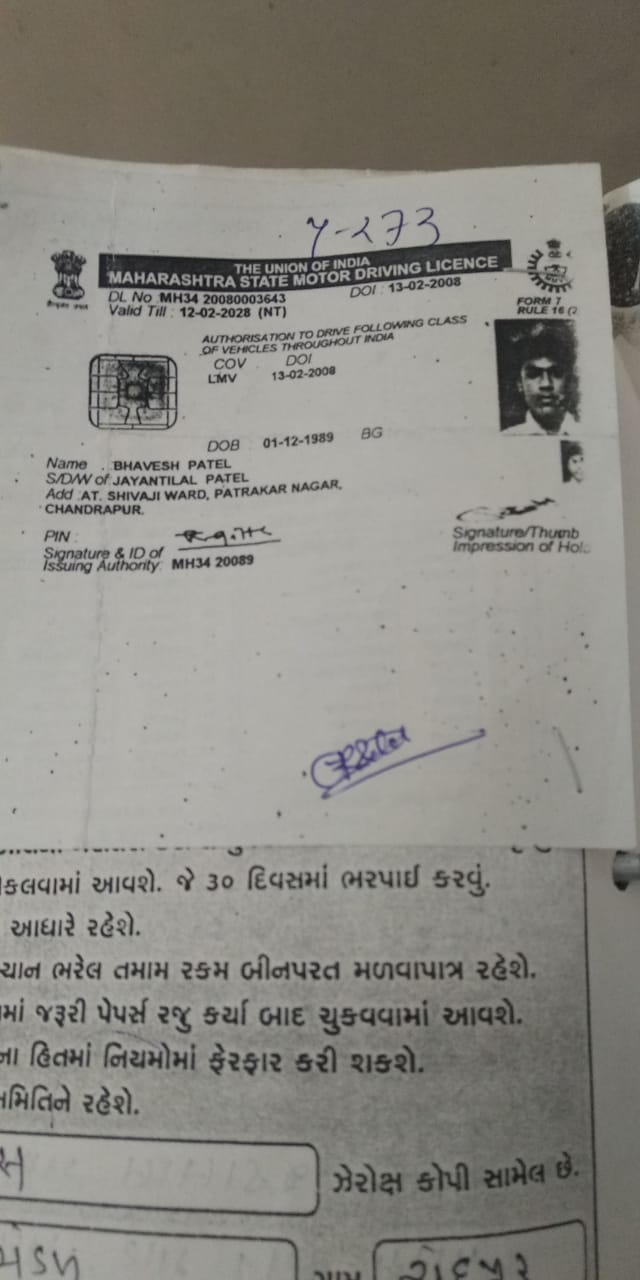 7-273
THE UNION OF INDIA
MAHARASHTRA STATE MOTOR DRIVING LICENCE
DL No MH34 20080003643 DOI : 13-02-2008
Valid Till : 12-02-2028 (NT)
FORM 7
RULE 16 (2
AUTHORISATION TO DRIVE FOLLOWING CLASS
OF VEHICLES THROUGHOUT INDIA
COV DOI
LMV 13-02-2008
DOB 01-12-1989 BG
Name : BHAVESH PATEL
S/D/W of JAYANTILAL PATEL
Add AT. SHIVAJI WARD, PATRAKAR NAGAR,
CHANDRAPUR.
PIN :
Signature & ID of
Issuing Authority: MH34 20089
Signature/Thumb
Impression of Hol
આવશે. જે ૩૦ દિવસમાં ભરપાઈ કરવું.
આધારે રહેશે.
ભરેલ તમામ રકમ બીનપરત મળવાપાત્ર રહેશે.
માં જરૂરી પેપર્સ રજુ કર્યા બાદ ચુકવવામાં આવશે.
ના હિતમાં નિયમોમાં ફેરફાર કરી શકશે.
સમિતિને રહેશે.
ઝેરોક્ષ કોપી સામેલ છે.